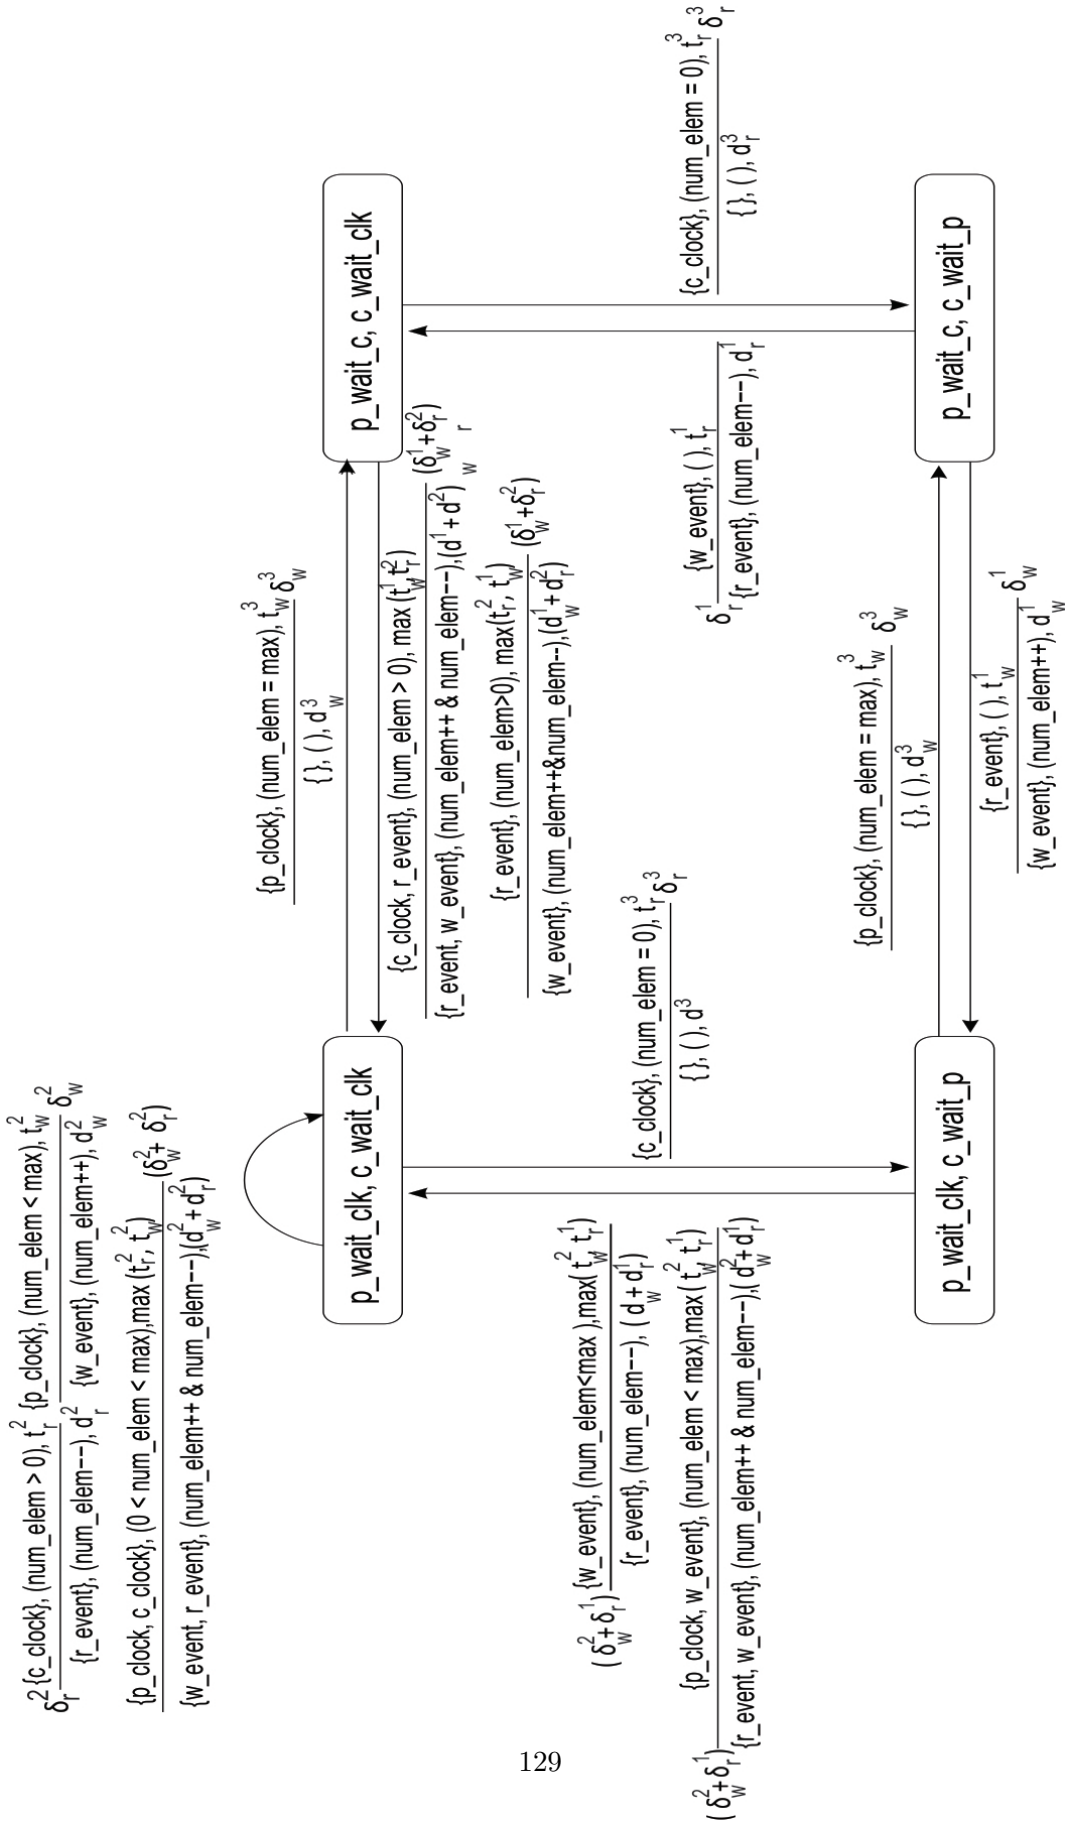 δ_r^2 {c_clock}, (num_elem > 0), t_r^2
{r_event}, (num_elem--), d_r^2
{p_clock}, (num_elem < max), t_w^2 δ_w^2
{w_event}, (num_elem++), d_w^2
{p_clock, c_clock}, (0 < num_elem < max),max (t_r^2, t_w^2) (δ_w^2 + δ_r^2)
{w_event, r_event}, (num_elem++ & num_elem--),(d_w^2 + d_r^2)
{p_clock}, (num_elem = max), t_w^3 δ_w^3
{ }, ( ), d_w^3
p_wait_clk, c_wait_clk
p_wait_c, c_wait_clk
{c_clock, r_event}, (num_elem > 0), max (t_w^1, t_r^2) (δ_w^1+δ_r^2)
{r_event, w_event}, (num_elem++ & num_elem--),(d_w^1 + d_r^2)
{r_event}, (num_elem>0), max(t_r^2, t_w^1) (δ_w^1+δ_r^2)
{w_event}, (num_elem++&num_elem--),(d_w^1 + d_r^2)
(δ_w^2+δ_r^1) {w_event}, (num_elem<max ),max( t_w^2, t_r^1)
{r_event}, (num_elem--), ( d_w+ d_r^1)
{c_clock}, (num_elem = 0), t_r^3 δ_r^3
{ }, ( ), d^3
(δ_w^2+δ_r^1) {p_clock, w_event}, (num_elem < max),max( t_w^2, t_r^1)
{r_event, w_event}, (num_elem++ & num_elem--),( d_w^2+ d_r^1)
δ_r^1 {w_event}, ( ), t_r^1
{r_event}, (num_elem--), d_r^1
{c_clock}, (num_elem = 0), t_r^3 δ_r^3
{ }, ( ), d_r^3
{p_clock}, (num_elem = max), t_w^3 δ_w^3
{ }, ( ), d_w^3
p_wait_clk, c_wait_p
p_wait_c, c_wait_p
{r_event}, ( ), t_w^1 δ_w^1
{w_event}, (num_elem++), d_w^1
129